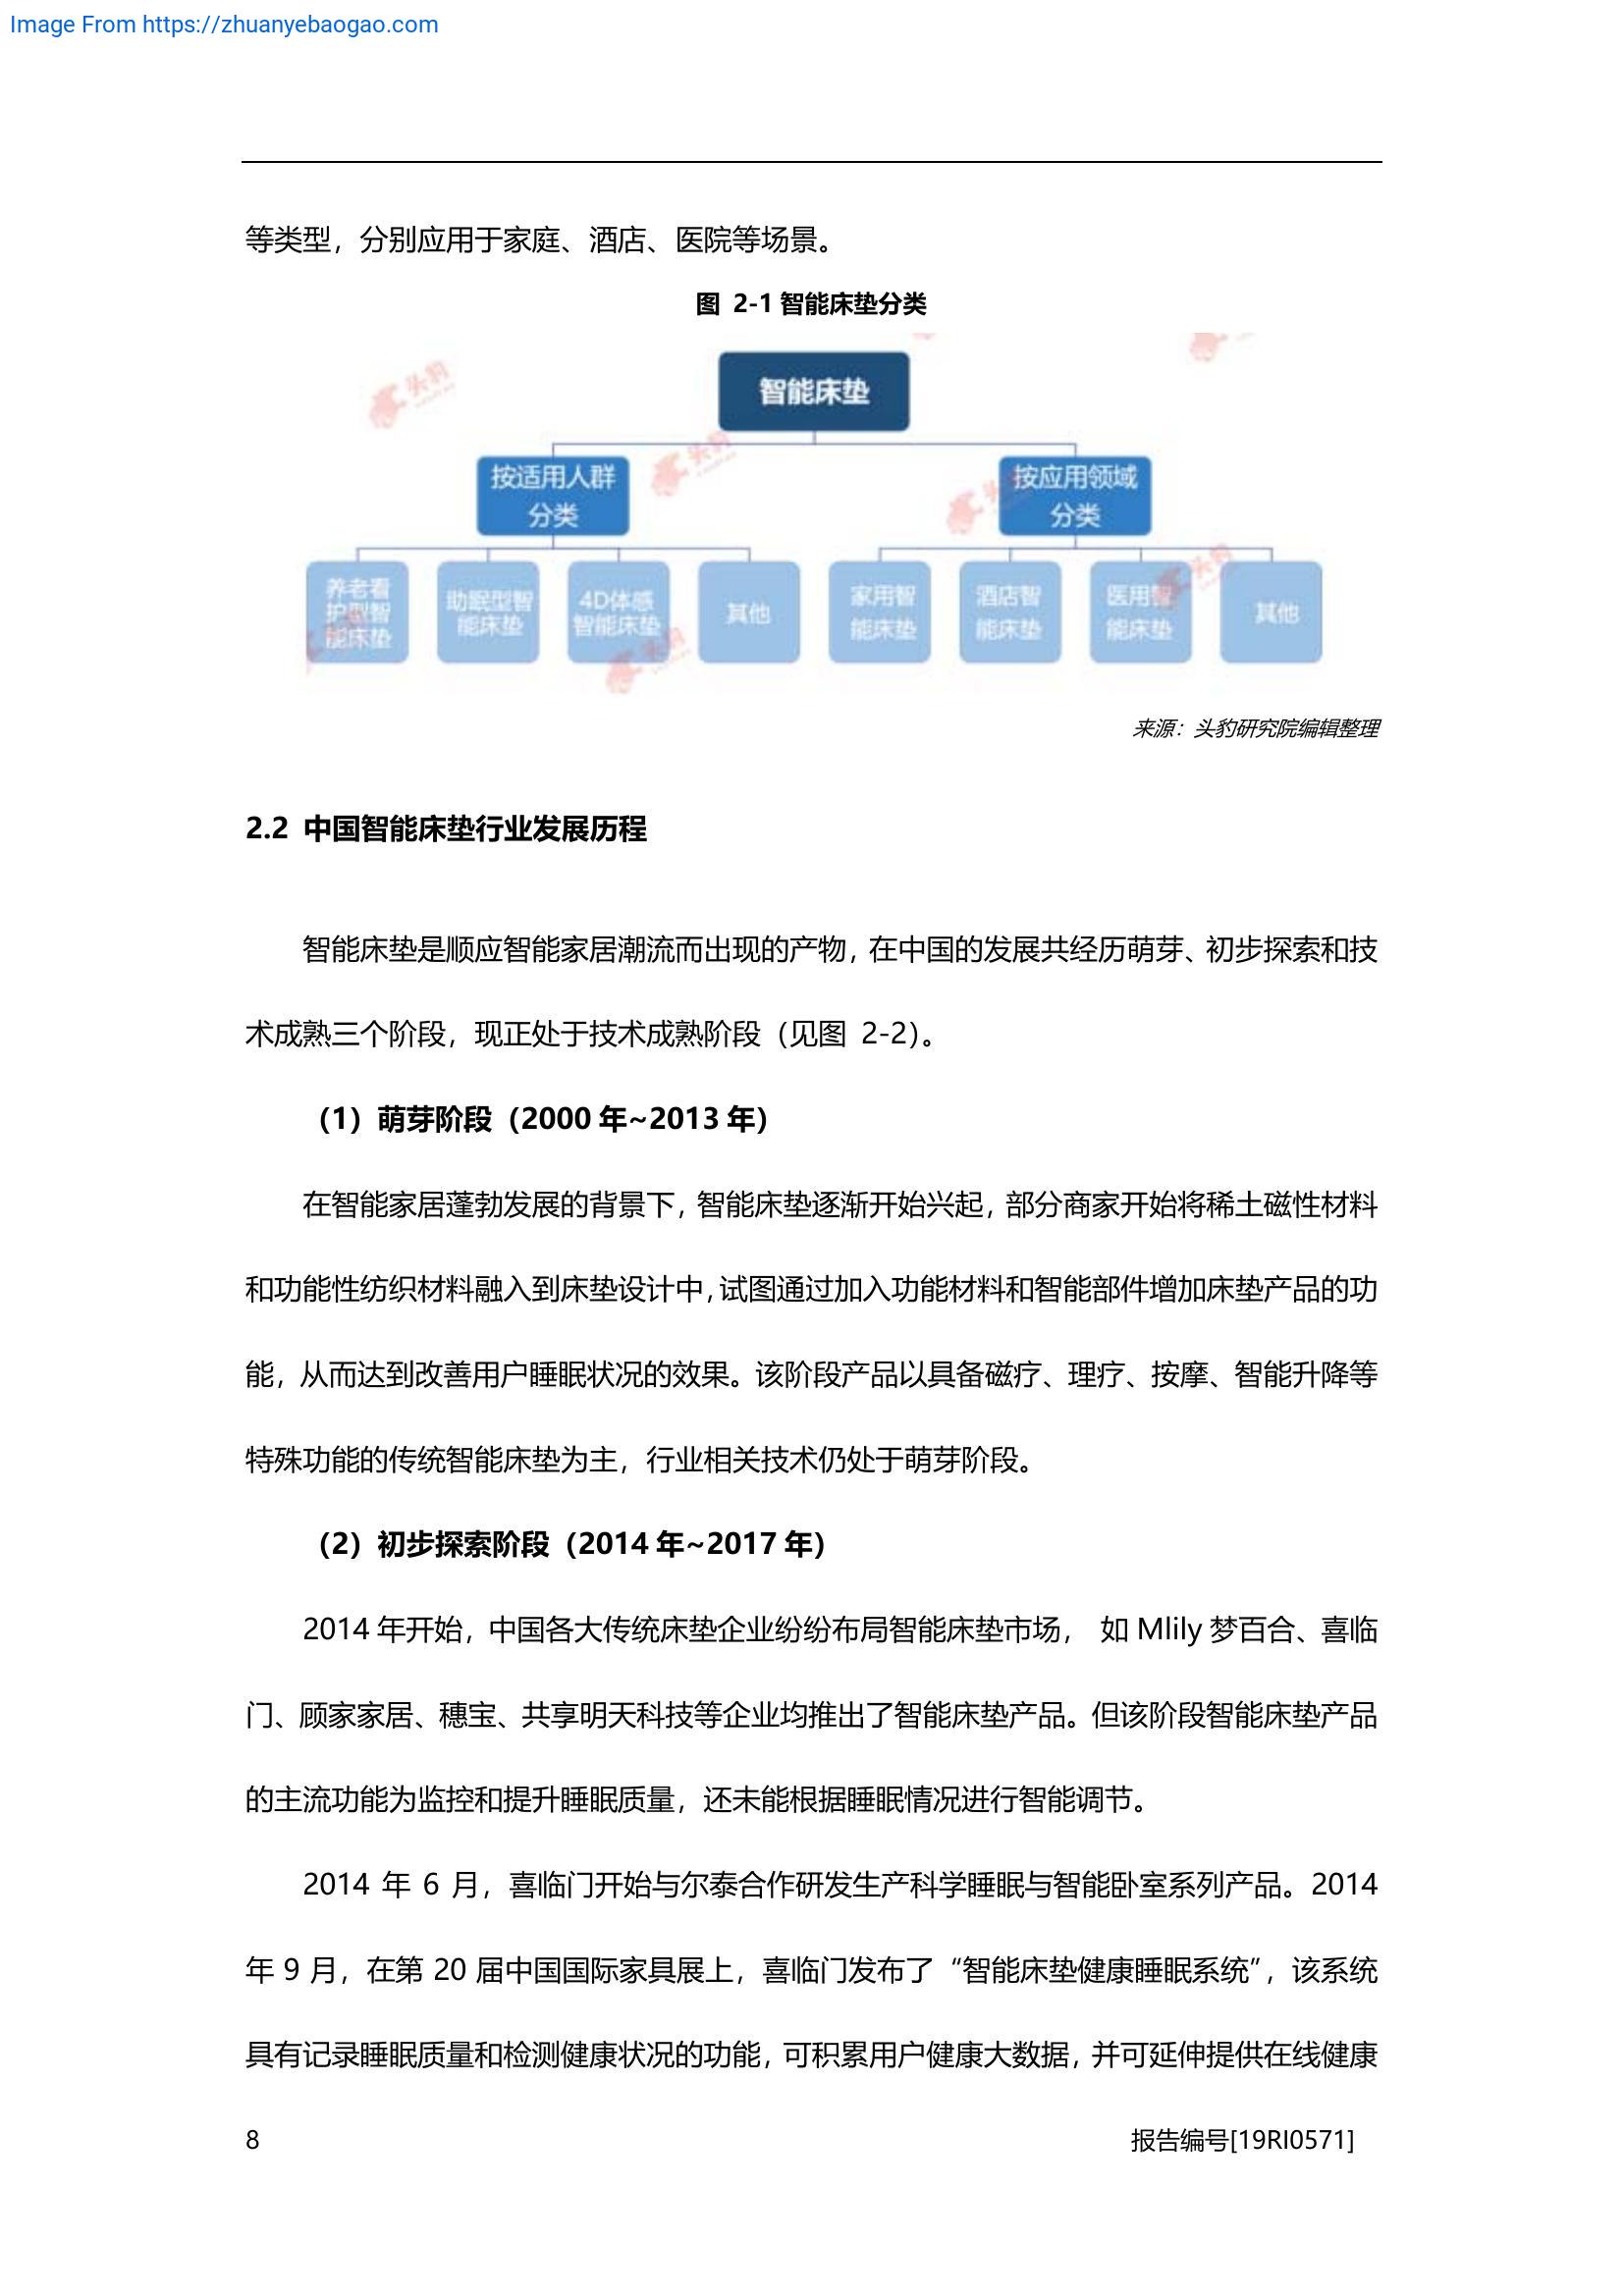 Image From https://zhuanyebaogao.com
等类型，分别应用于家庭、酒店、医院等场景。
图 2-1 智能床垫分类
智能床垫
按适用人群
分类
按应用领域
分类
养老看
护型智
能床垫
助眠型智
能床垫
4D体感
智能床垫
其他
家用智
能床垫
酒店智
能床垫
医用智
能床垫
其他
头豹
头豹
头豹
头豹
来源：头豹研究院编辑整理
2.2 中国智能床垫行业发展历程
智能床垫是顺应智能家居潮流而出现的产物，在中国的发展共经历萌芽、初步探索和技
术成熟三个阶段，现正处于技术成熟阶段（见图 2-2）。
（1）萌芽阶段（2000 年~2013 年）
在智能家居蓬勃发展的背景下，智能床垫逐渐开始兴起，部分商家开始将稀土磁性材料
和功能性纺织材料融入到床垫设计中，试图通过加入功能材料和智能部件增加床垫产品的功
能，从而达到改善用户睡眠状况的效果。该阶段产品以具备磁疗、理疗、按摩、智能升降等
特殊功能的传统智能床垫为主，行业相关技术仍处于萌芽阶段。
（2）初步探索阶段（2014 年~2017 年）
2014 年开始，中国各大传统床垫企业纷纷布局智能床垫市场， 如 Mlily 梦百合、喜临
门、顾家家居、穗宝、共享明天科技等企业均推出了智能床垫产品。但该阶段智能床垫产品
的主流功能为监控和提升睡眠质量，还未能根据睡眠情况进行智能调节。
2014 年 6 月，喜临门开始与尔泰合作研发生产科学睡眠与智能卧室系列产品。2014
年 9 月，在第 20 届中国国际家具展上，喜临门发布了“智能床垫健康睡眠系统”，该系统
具有记录睡眠质量和检测健康状况的功能，可积累用户健康大数据，并可延伸提供在线健康
8
报告编号[19RI0571]